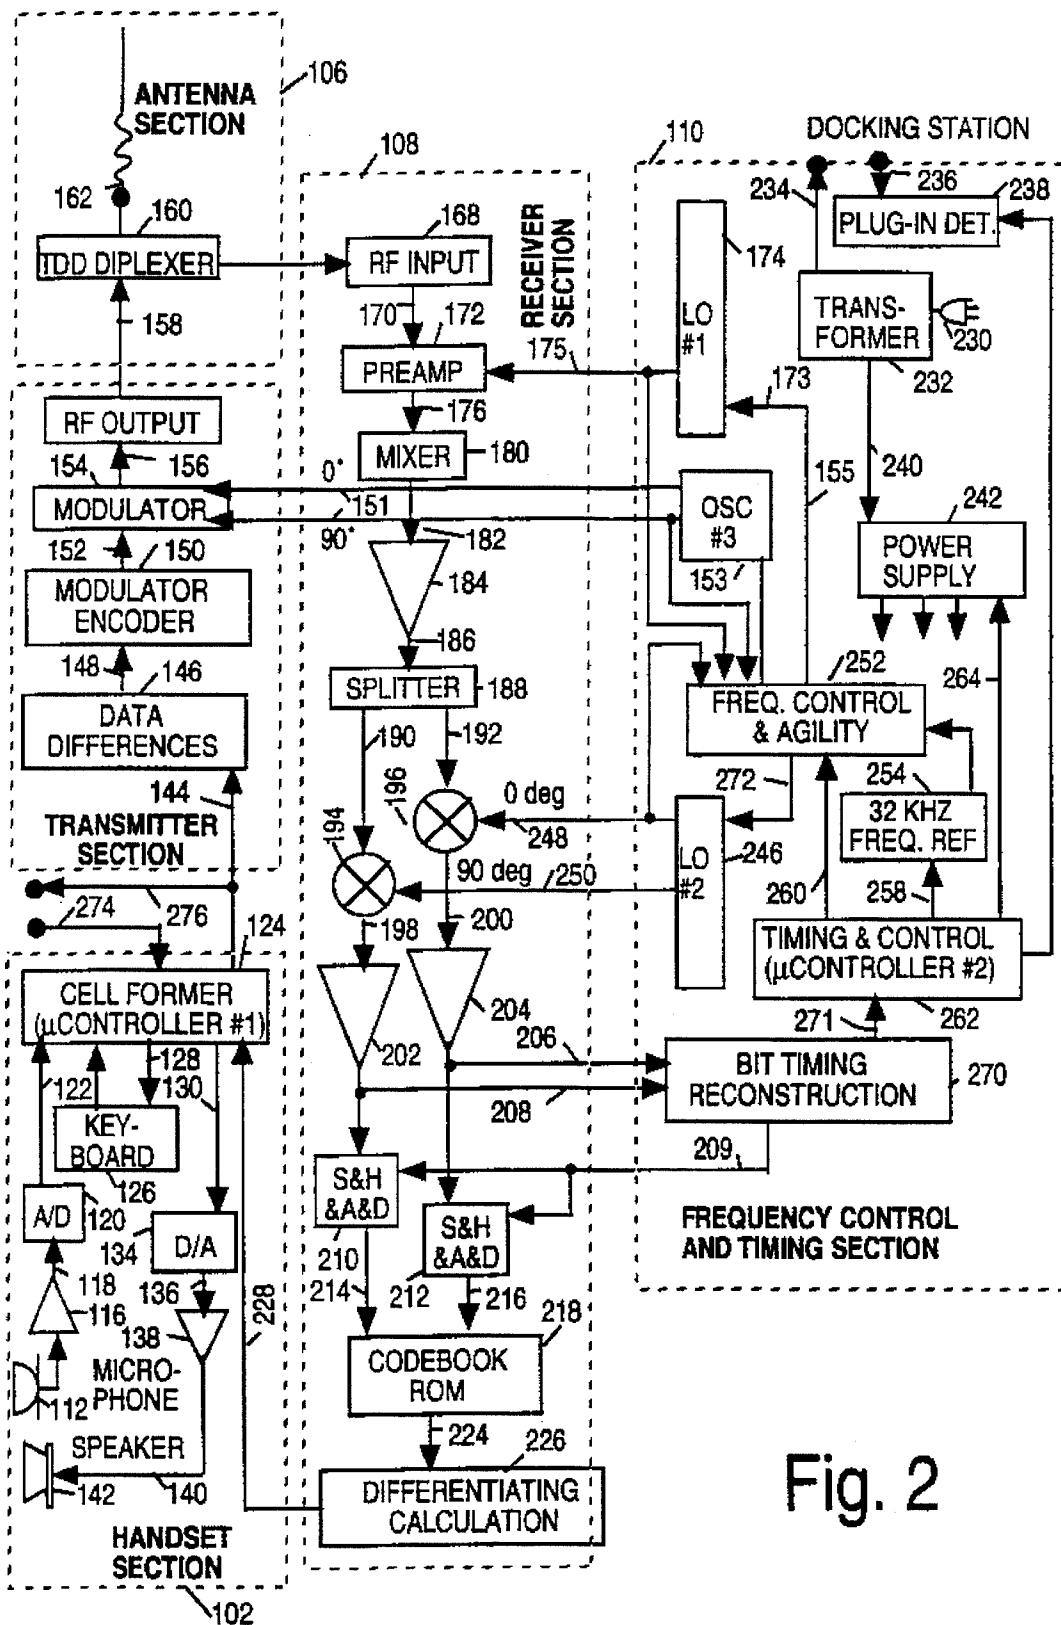 106
ANTENNA
SECTION
162
160
TDD DIPLEXER
158
RF OUTPUT
154
156
MODULATOR
152
150
MODULATOR
ENCODER
148
146
DATA
DIFFERENCES
144
TRANSMITTER
SECTION
274
276
124
CELL FORMER
(µCONTROLLER #1)
122
128
130
KEY-
BOARD
126
A/D
120
134
D/A
118
136
116
138
228
MICRO-
PHONE
112
SPEAKER
142
140
HANDSET
SECTION
102
108
168
RF INPUT
RECEIVER
SECTION
170
172
PREAMP
175
176
MIXER
180
0*
151
90*
182
184
186
SPLITTER
188
190
192
196
194
0 deg
248
90 deg
250
198
200
202
204
206
208
209
S&H
&A&D
210
S&H
&A&D
214
212
216
218
CODEBOOK
ROM
224
226
DIFFERENTIATING
CALCULATION
110
DOCKING STATION
234
236
238
PLUG-IN DET.
174
LO
#1
TRANS-
FORMER
230
232
173
240
155
OSC
#3
153
242
POWER
SUPPLY
252
264
FREQ. CONTROL
& AGILITY
272
254
32 KHZ
FREQ. REF
LO
#2
246
260
258
TIMING & CONTROL
(µCONTROLLER #2)
271
262
BIT TIMING
RECONSTRUCTION
270
FREQUENCY CONTROL
AND TIMING SECTION
Fig. 2